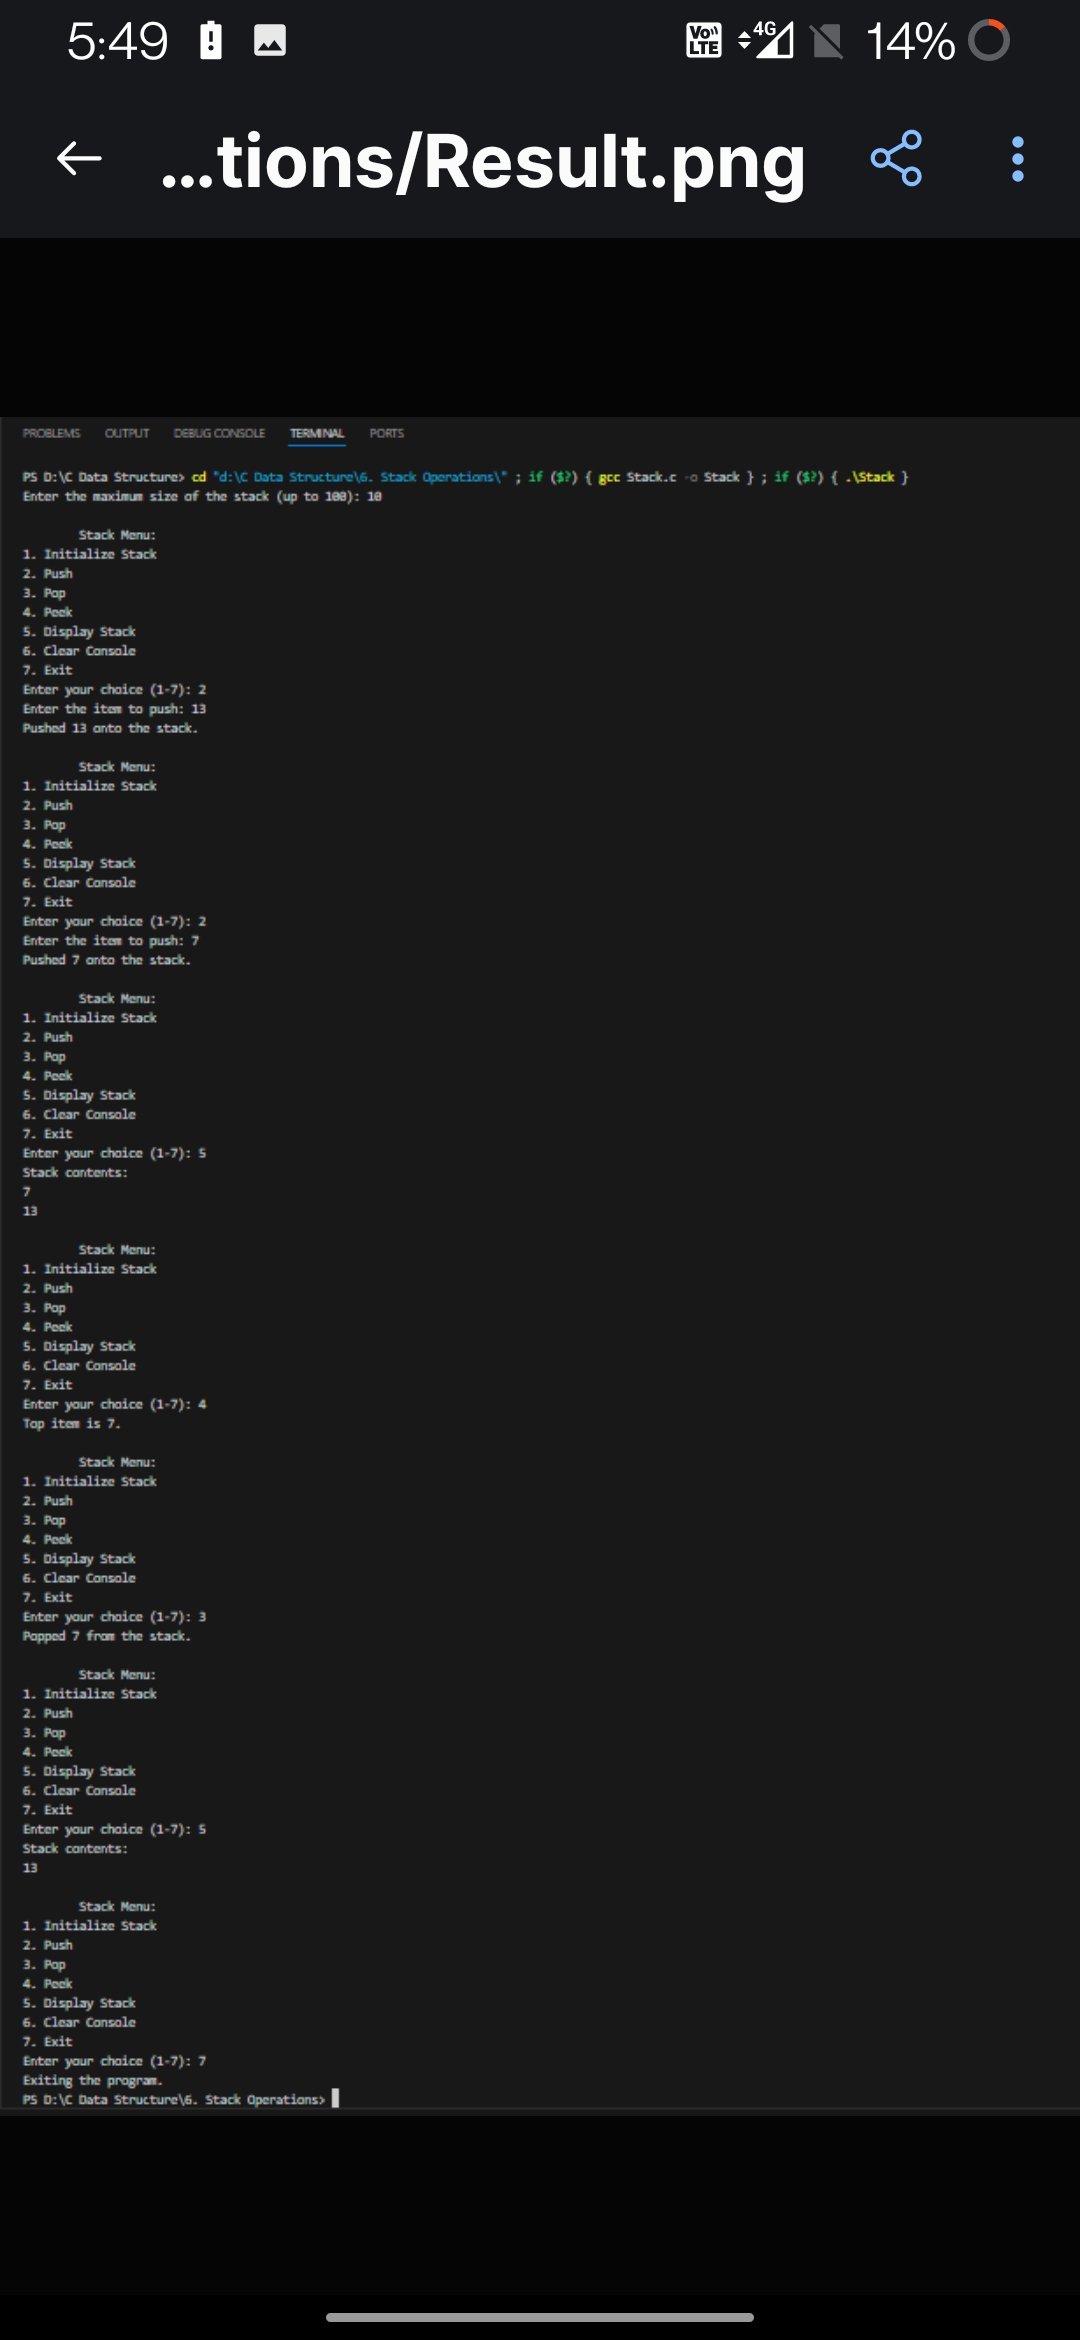 5:49 Vo)) LTE 4G 14%
...tions/Result.png
PROBLEMS OUTPUT DEBUG CONSOLE TERMINAL PORTS
PS D:\C Data Structure> cd "d:\C Data Structure\6. Stack Operations\" ; if ($?) { gcc Stack.c -o Stack } ; if ($?) { .\Stack }
Enter the maximum size of the stack (up to 100): 10
Stack Menu:
1. Initialize Stack
2. Push
3. Pop
4. Peek
5. Display Stack
6. Clear Console
7. Exit
Enter your choice (1-7): 2
Enter the item to push: 13
Pushed 13 onto the stack.
Stack Menu:
1. Initialize Stack
2. Push
3. Pop
4. Peek
5. Display Stack
6. Clear Console
7. Exit
Enter your choice (1-7): 2
Enter the item to push: 7
Pushed 7 onto the stack.
Stack Menu:
1. Initialize Stack
2. Push
3. Pop
4. Peek
5. Display Stack
6. Clear Console
7. Exit
Enter your choice (1-7): 5
Stack contents:
7
13
Stack Menu:
1. Initialize Stack
2. Push
3. Pop
4. Peek
5. Display Stack
6. Clear Console
7. Exit
Enter your choice (1-7): 4
Top item is 7.
Stack Menu:
1. Initialize Stack
2. Push
3. Pop
4. Peek
5. Display Stack
6. Clear Console
7. Exit
Enter your choice (1-7): 3
Popped 7 from the stack.
Stack Menu:
1. Initialize Stack
2. Push
3. Pop
4. Peek
5. Display Stack
6. Clear Console
7. Exit
Enter your choice (1-7): 5
Stack contents:
13
Stack Menu:
1. Initialize Stack
2. Push
3. Pop
4. Peek
5. Display Stack
6. Clear Console
7. Exit
Enter your choice (1-7): 7
Exiting the program.
PS D:\C Data Structure\6. Stack Operations>